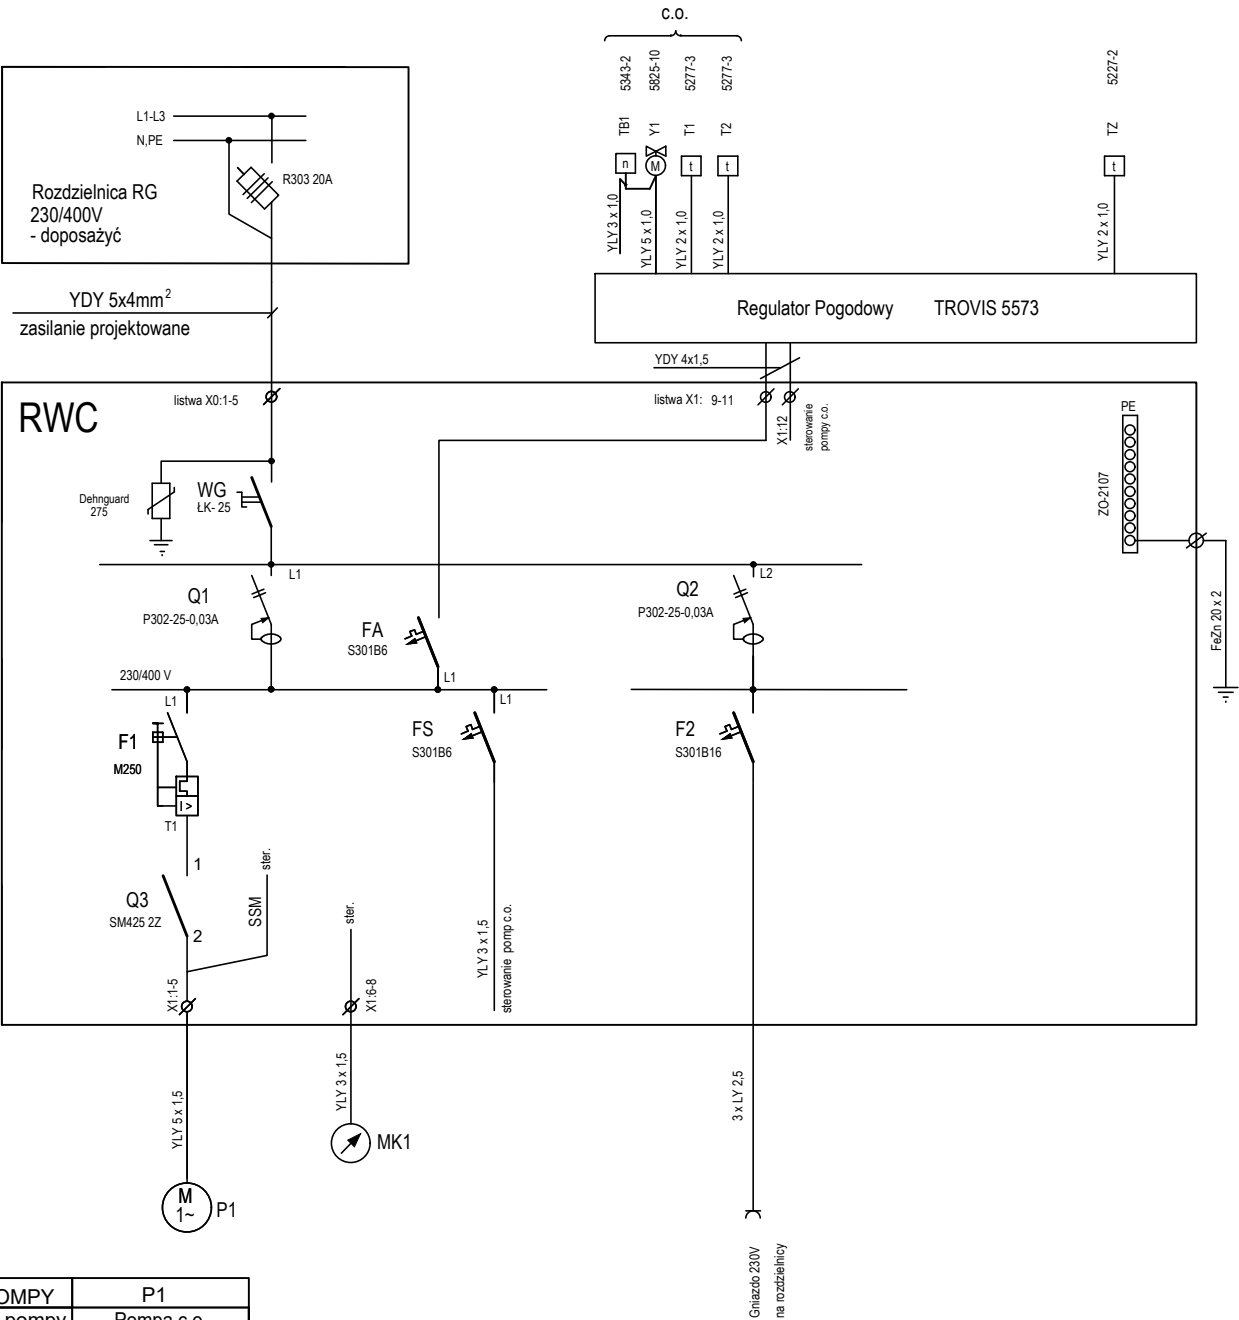 c.o.
5343-2
5825-10
5277-3
5277-3
5227-2
TB1
Y1
T1
T2
TZ
n
M
t
t
t
YLY 3 x 1,0
YLY 5 x 1,0
YLY 2 x 1,0
YLY 2 x 1,0
YLY 2 x 1,0
L1-L3
N,PE
R303 20A
Rozdzielnica RG
230/400V
- doposażyć
YDY 5x4mm²
zasilanie projektowane
Regulator Pogodowy TROVIS 5573
YDY 4x1,5
RWC
listwa X0:1-5
listwa X1: 9-11
X1:12
sterowanie
pompy c.o.
PE
ZO-2107
FeZn 20 x 2
Dehnguard
275
WG
ŁK- 25
L1
L2
Q1
P302-25-0,03A
Q2
P302-25-0,03A
FA
S301B6
L1
230/400 V
L1
L1
F1
M250
I >
T1
FS
S301B6
F2
S301B16
1
Q3
SM425 2Z
2
SSM
ster.
ster.
YLY 3 x 1,5
sterowanie pomp c.o.
X1:1-5
X1:6-8
YLY 5 x 1,5
YLY 3 x 1,5
3 x LY 2,5
MK1
M
1~
P1
Gniazdo 230V
na rozdzielnicy
OMPY P1
pompy Pompa c.o.